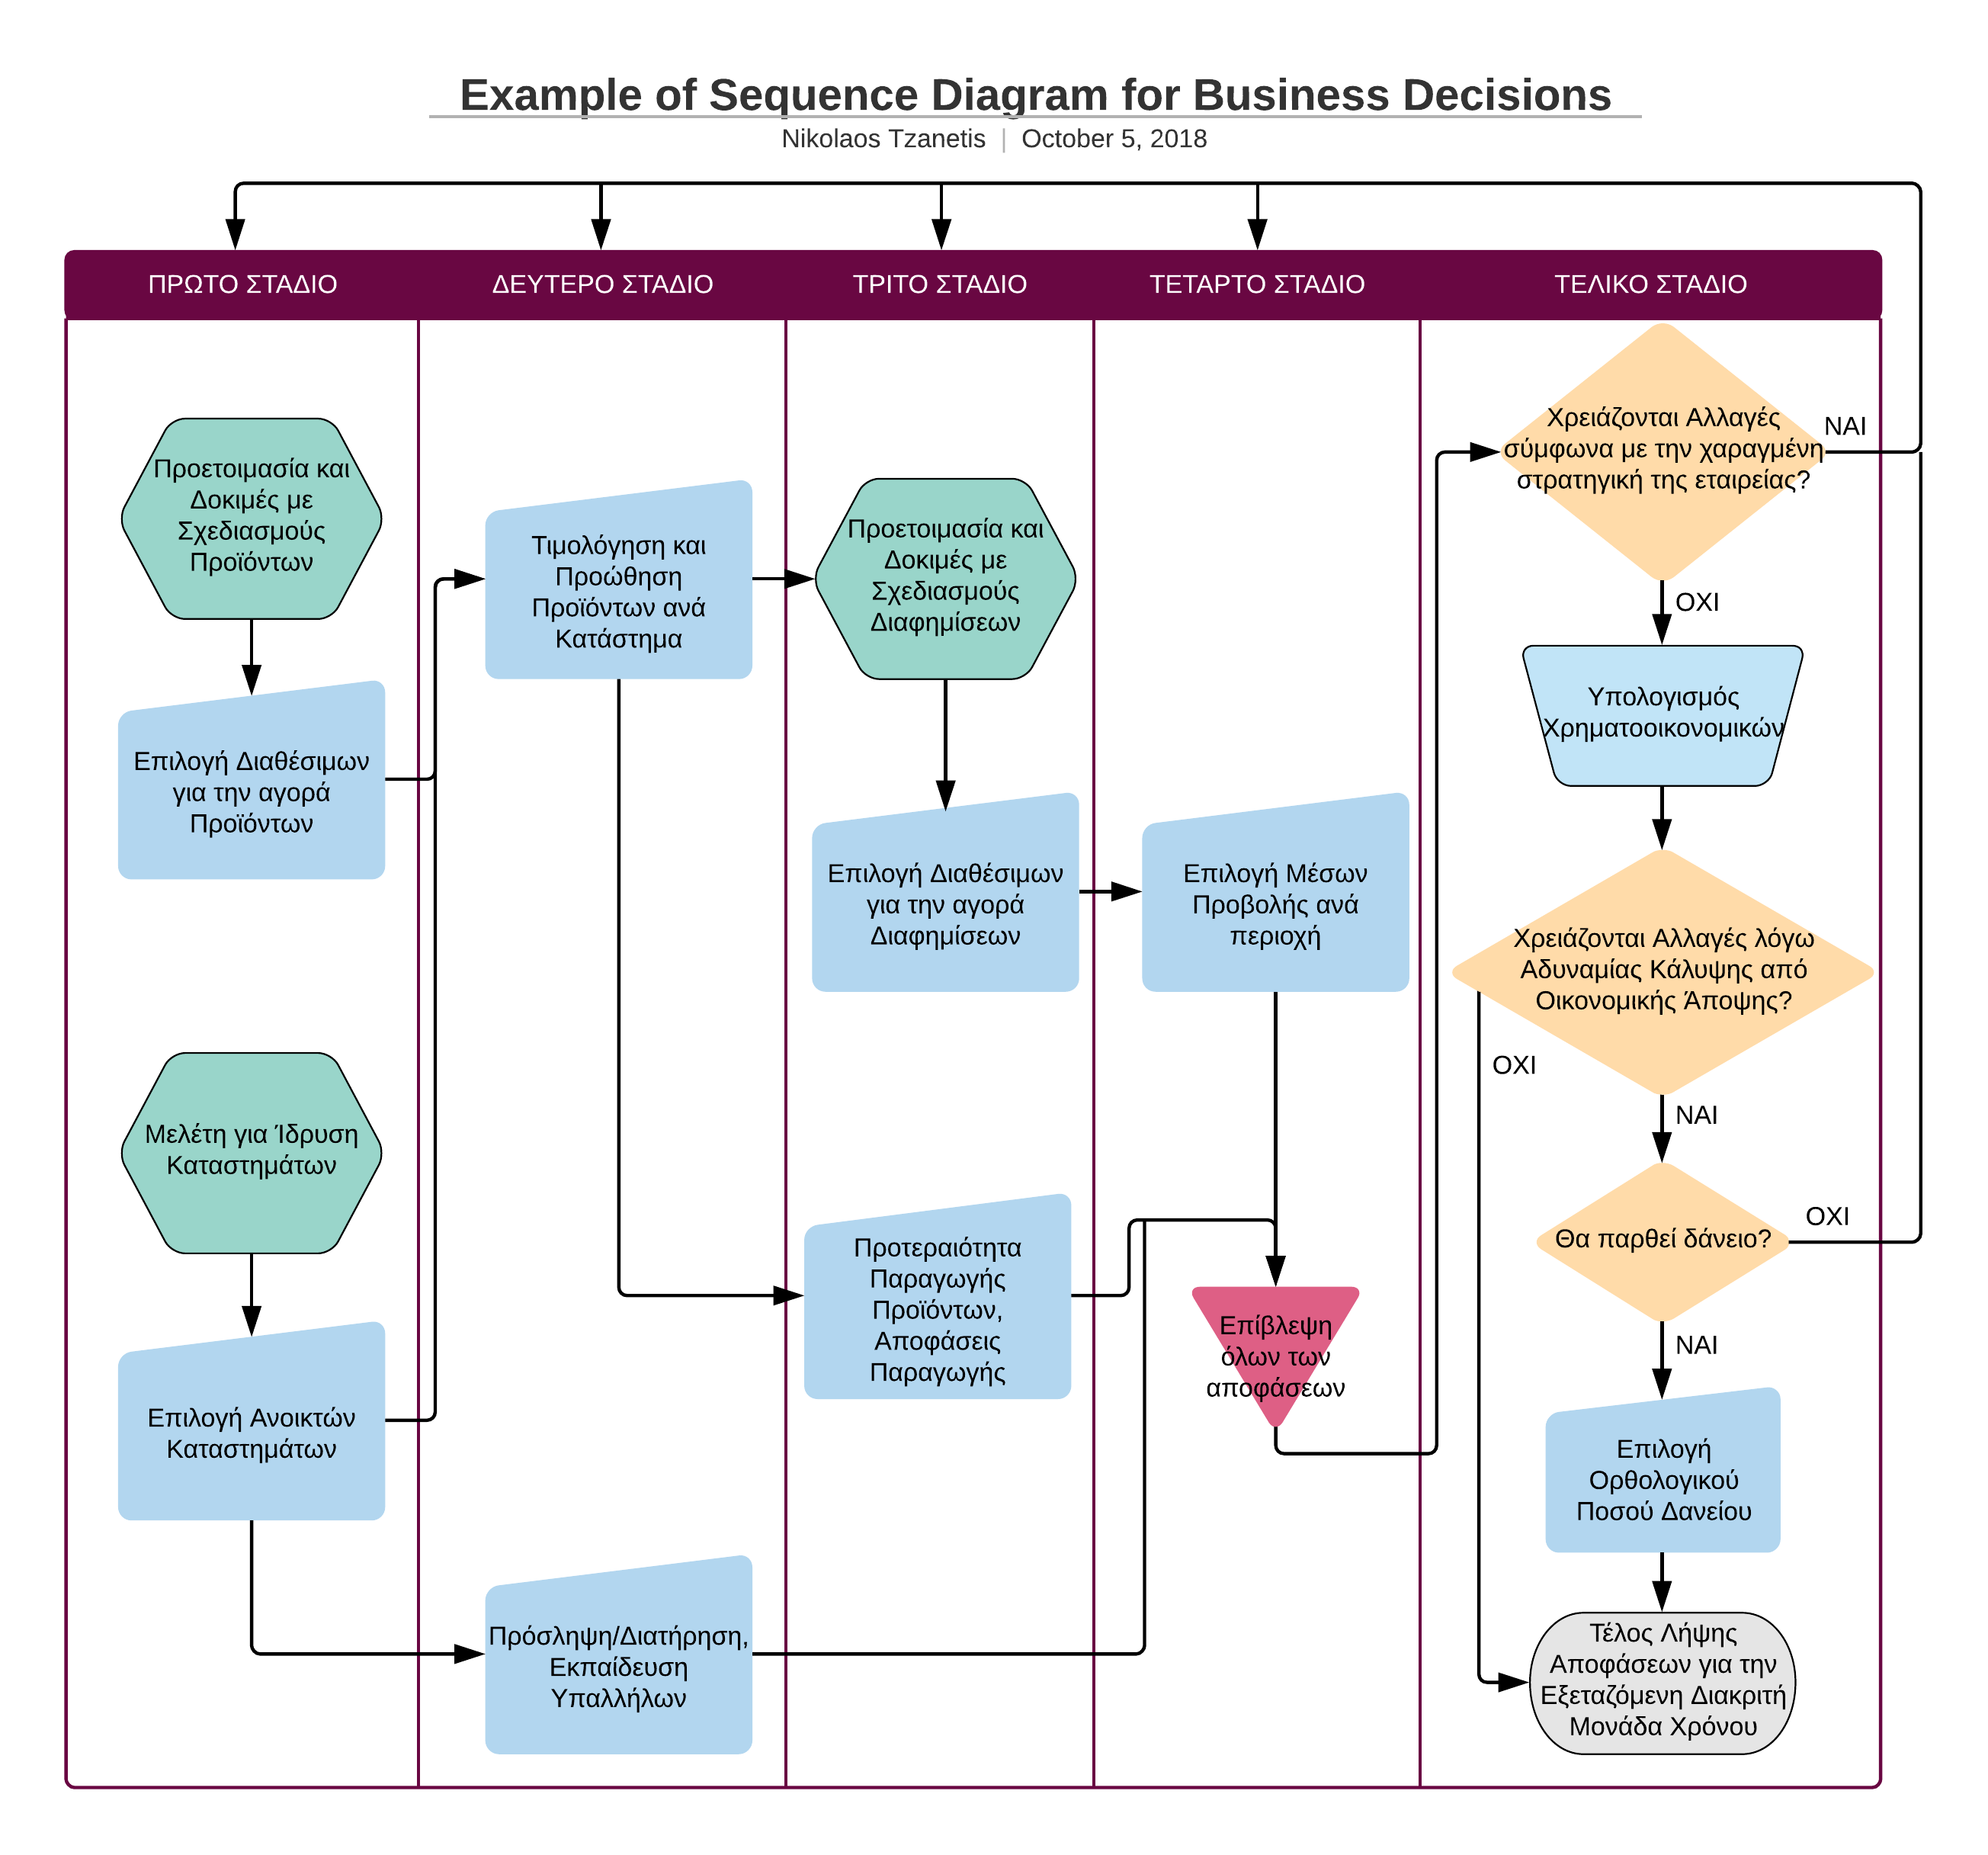 Example of Sequence Diagram for Business Decisions
Nikolaos Tzanetis | October 5, 2018
ΠΡΩΤΟ ΣΤΑΔΙΟ
ΔΕΥΤΕΡΟ ΣΤΑΔΙΟ
ΤΡΙΤΟ ΣΤΑΔΙΟ
ΤΕΤΑΡΤΟ ΣΤΑΔΙΟ
ΤΕΛΙΚΟ ΣΤΑΔΙΟ
Προετοιμασία και
Δοκιμές με
Σχεδιασμούς
Προϊόντων
Επιλογή Διαθέσιμων
για την αγορά
Προϊόντων
Μελέτη για Ίδρυση
Καταστημάτων
Επιλογή Ανοικτών
Καταστημάτων
Τιμολόγηση και
Προώθηση
Προϊόντων ανά
Κατάστημα
Πρόσληψη/Διατήρηση,
Εκπαίδευση
Υπαλλήλων
Προετοιμασία και
Δοκιμές με
Σχεδιασμούς
Διαφημίσεων
Επιλογή Διαθέσιμων
για την αγορά
Διαφημίσεων
Προτεραιότητα
Παραγωγής
Προϊόντων,
Αποφάσεις
Παραγωγής
Επιλογή Μέσων
Προβολής ανά
περιοχή
Επίβλεψη
όλων των
αποφάσεων
Χρειάζονται Αλλαγές
σύμφωνα με την χαραγμένη
στρατηγική της εταιρείας?
ΝΑΙ
ΟΧΙ
Υπολογισμός
Χρηματοοικονομικών
Χρειάζονται Αλλαγές λόγω
Αδυναμίας Κάλυψης από
Οικονομικής Άποψης?
ΟΧΙ
ΝΑΙ
Θα παρθεί δάνειο?
ΟΧΙ
ΝΑΙ
Επιλογή
Ορθολογικού
Ποσού Δανείου
Τέλος Λήψης
Αποφάσεων για την
Εξεταζόμενη Διακριτή
Μονάδα Χρόνου